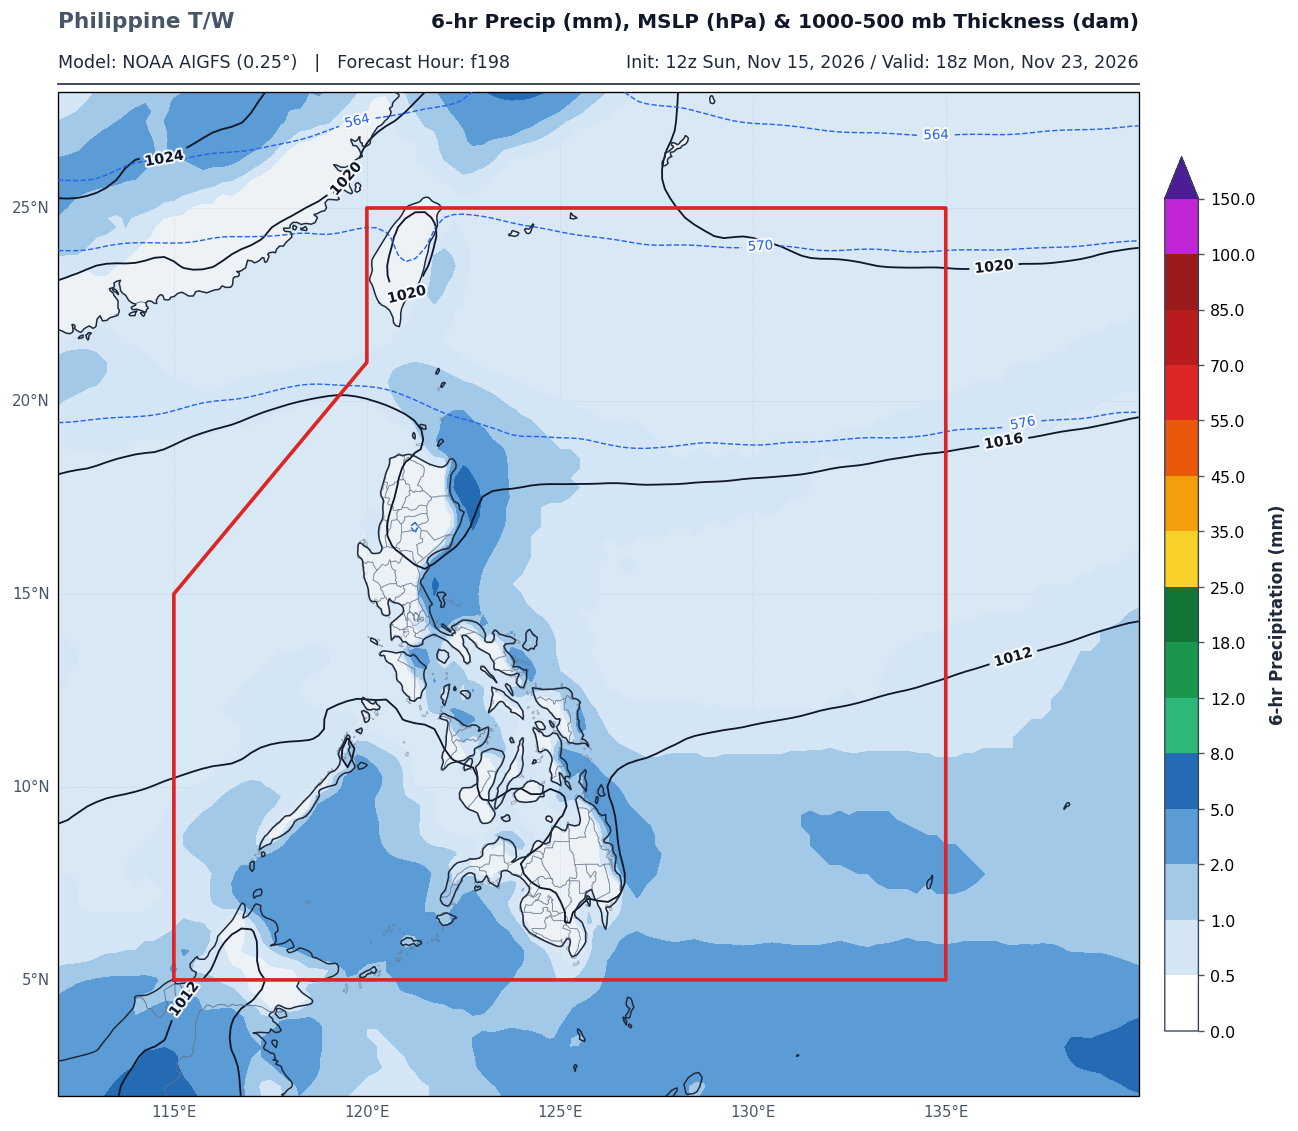 Philippine T/W
6-hr Precip (mm), MSLP (hPa) & 1000-500 mb Thickness (dam)
Model: NOAA AIGFS (0.25°) | Forecast Hour: f198
Init: 12z Sun, Nov 15, 2026 / Valid: 18z Mon, Nov 23, 2026
564
564
1024
1020
25°N
570
1020
1020
20°N
576
1016
15°N
1012
10°N
5°N
1012
115°E
120°E
125°E
130°E
135°E
150.0
100.0
85.0
70.0
55.0
45.0
35.0
25.0
18.0
12.0
8.0
5.0
2.0
1.0
0.5
0.0
6-hr Precipitation (mm)